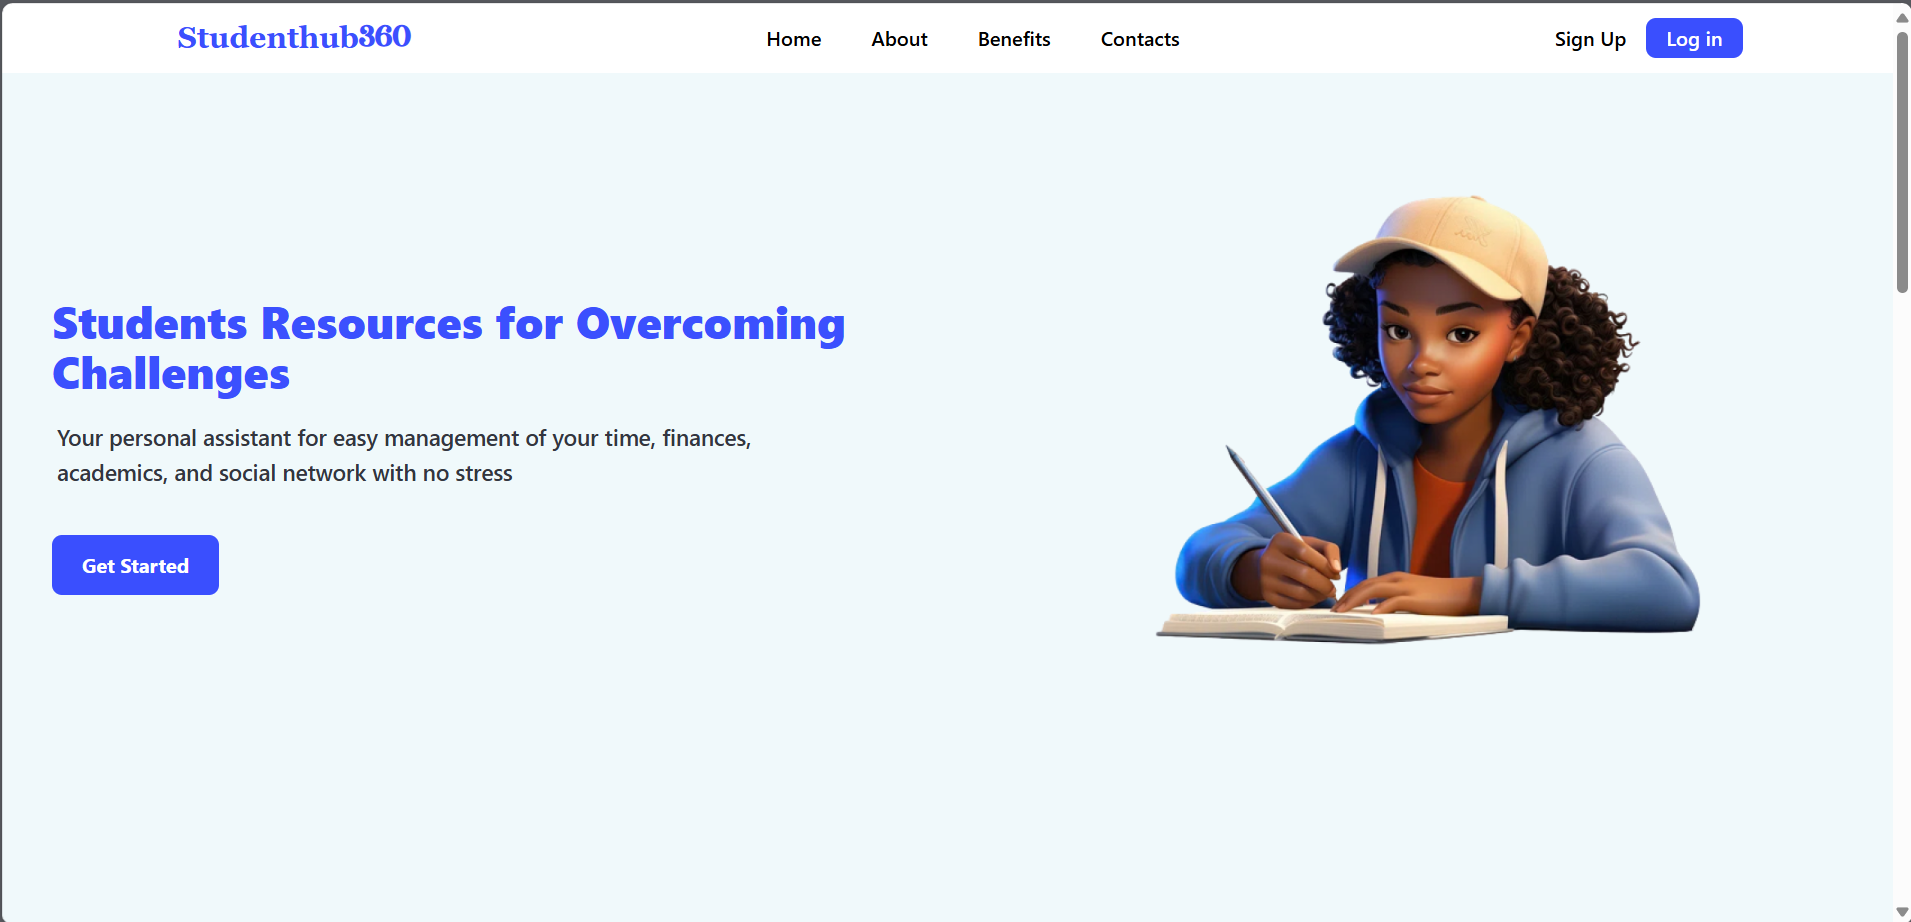 Studenthub360
Home
About
Benefits
Contacts
Sign Up
Log in
Students Resources for Overcoming
Challenges
Your personal assistant for easy management of your time, finances,
academics, and social network with no stress
Get Started